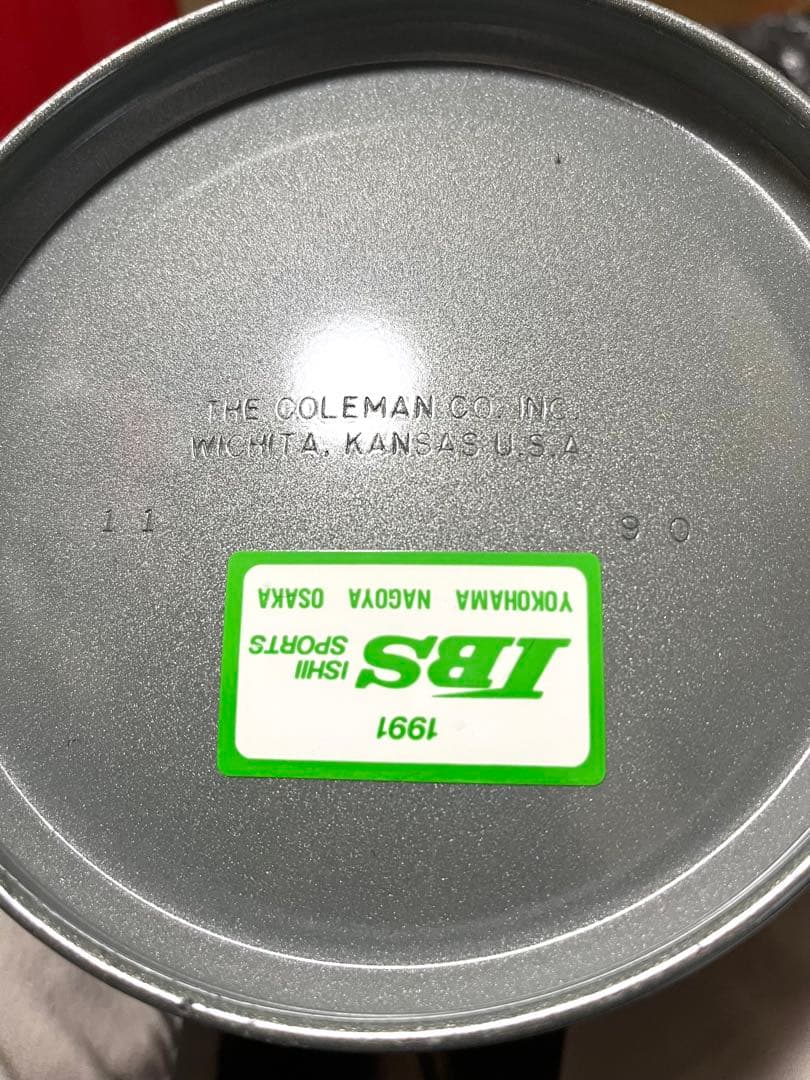 THE COLEMAN CO. INC.
WICHITA, KANSAS U.S.A.
11 90
1991
IBS ISHII SPORTS
YOKOHAMA NAGOYA OSAKA